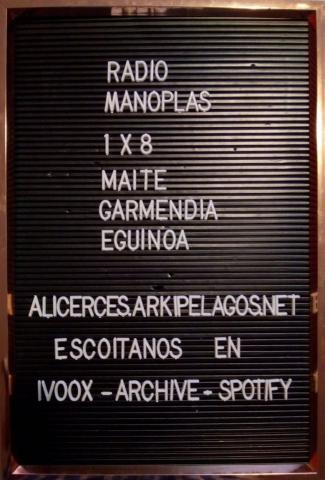 RADIO
MANOPLAS
1 X 8
MAITE
GARMENDIA
EGUINOA
ALICERCES.ARKIPELAGOS.NET
ESCOITANOS EN
IVOOX - ARCHIVE - SPOTIFY